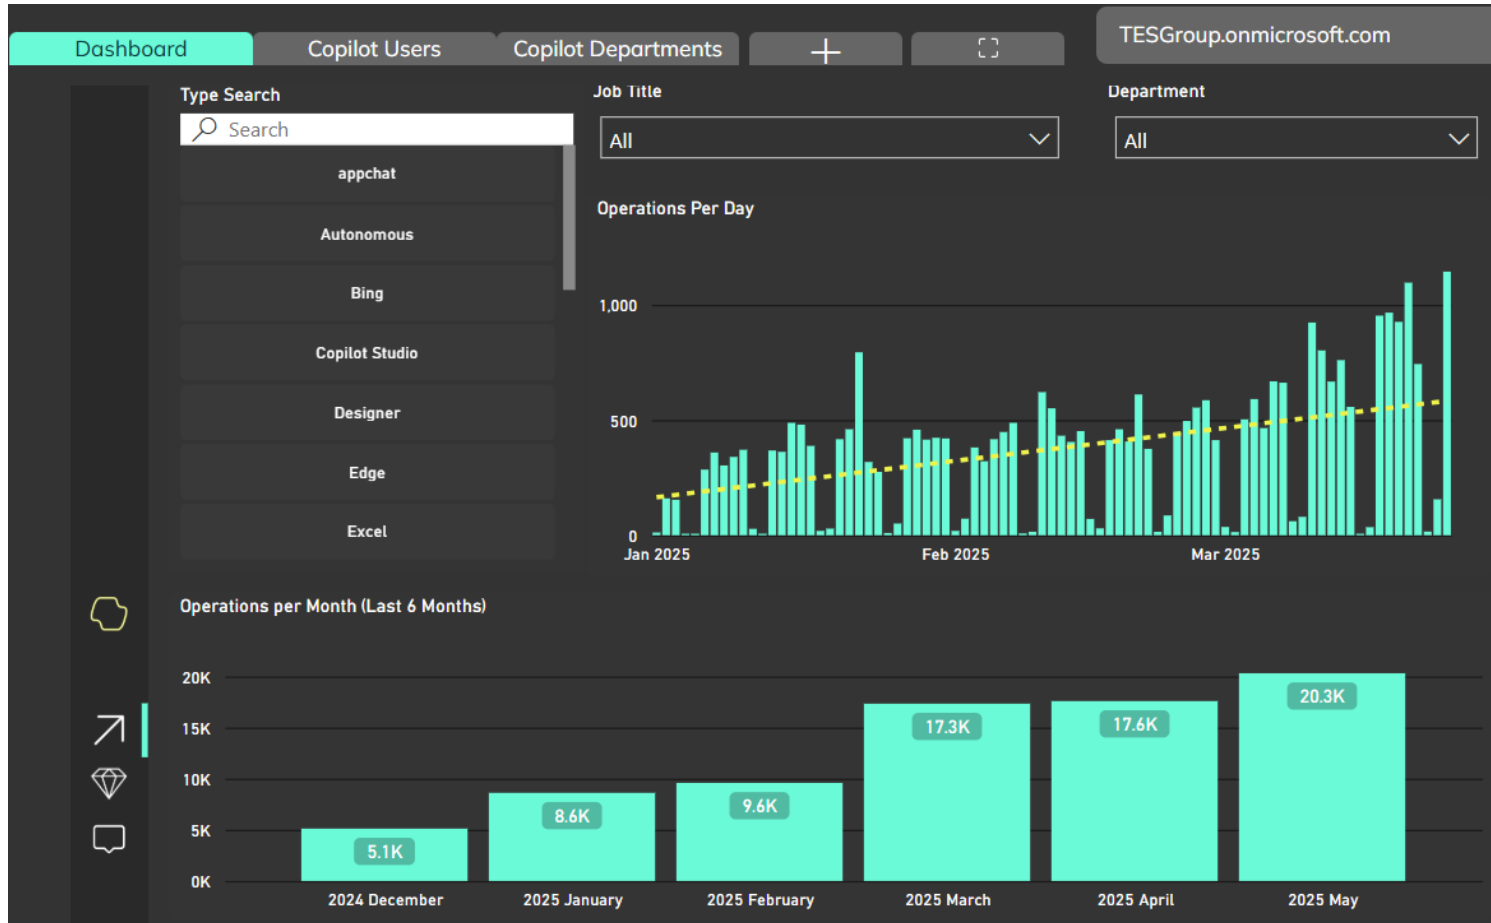 Dashboard
Copilot Users
Copilot Departments
TESGroup.onmicrosoft.com
Type Search
Search
appchat
Autonomous
Bing
Copilot Studio
Designer
Edge
Excel
Job Title
All
Department
All
Operations Per Day
1,000
500
0
Jan 2025
Feb 2025
Mar 2025
Operations per Month (Last 6 Months)
20K
15K
10K
5K
0K
5.1K
8.6K
9.6K
17.3K
17.6K
20.3K
2024 December
2025 January
2025 February
2025 March
2025 April
2025 May